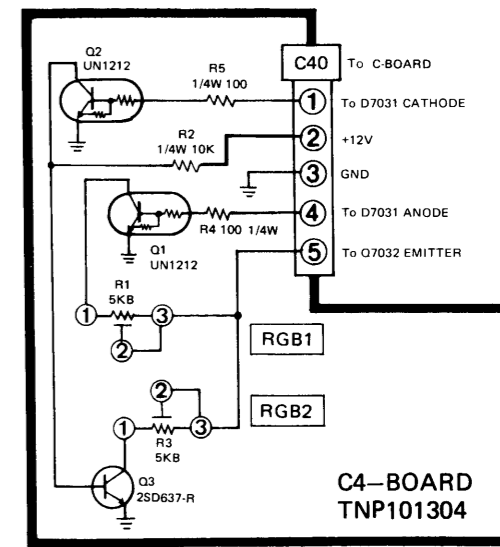 Q2
UN1212
R5
1/4W 100
C40
To C-BOARD
1
To D7031 CATHODE
R2
1/4W 10K
2
+12V
3
GND
4
To D7031 ANODE
R4 100 1/4W
Q1
UN1212
5
To Q7032 EMITTER
R1
5KB
1
3
2
RGB1
2
RGB2
1
3
R3
5KB
Q3
2SD637-R
C4-BOARD
TNP101304